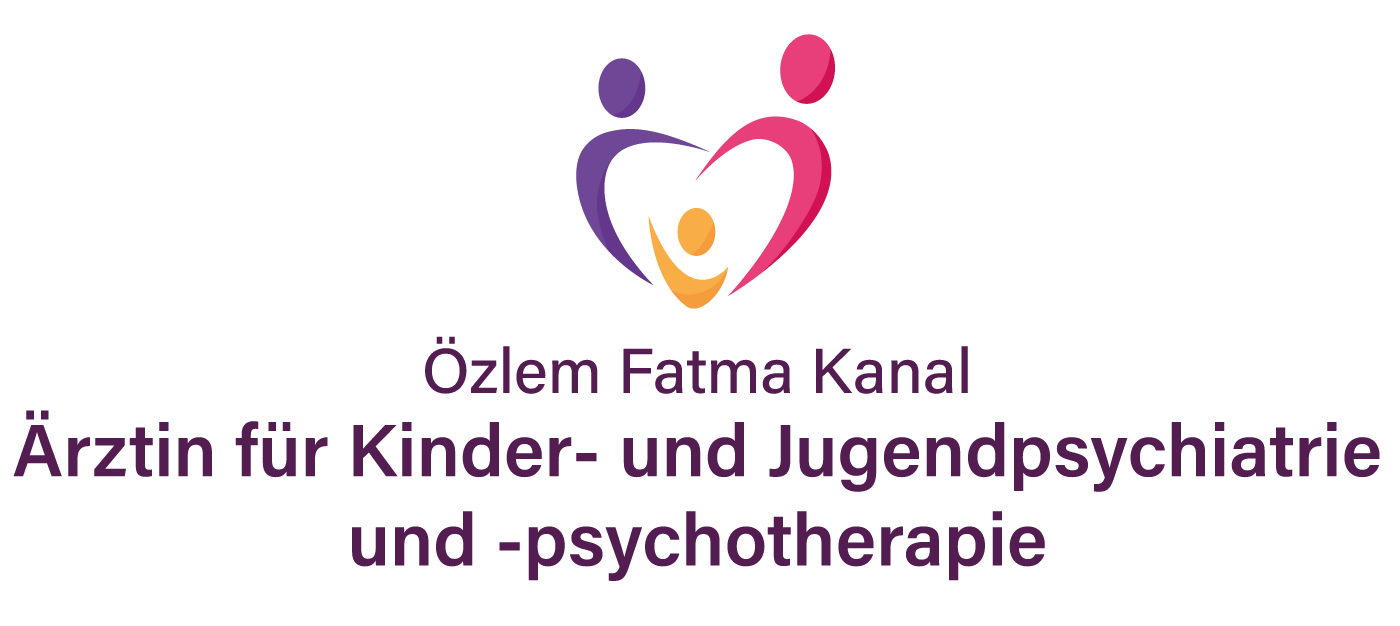 Özlem Fatma Kanal
Ärztin für Kinder- und Jugendpsychiatrie
und -psychotherapie